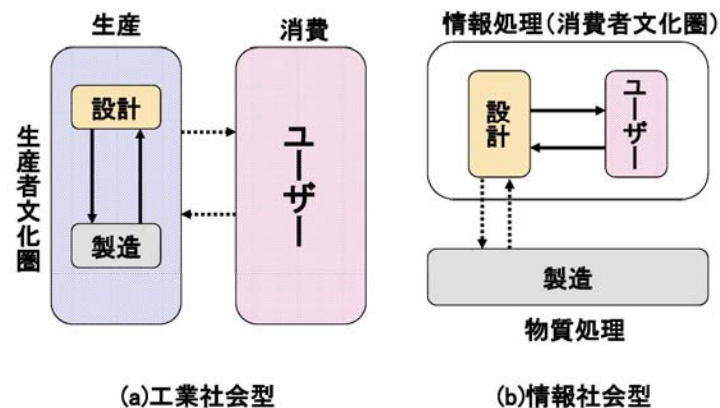 生産
消費
設計
製造
生産者文化圏
ユーザー
(a)工業社会型
情報処理(消費者文化圏)
設計
ユーザー
製造
物質処理
(b)情報社会型